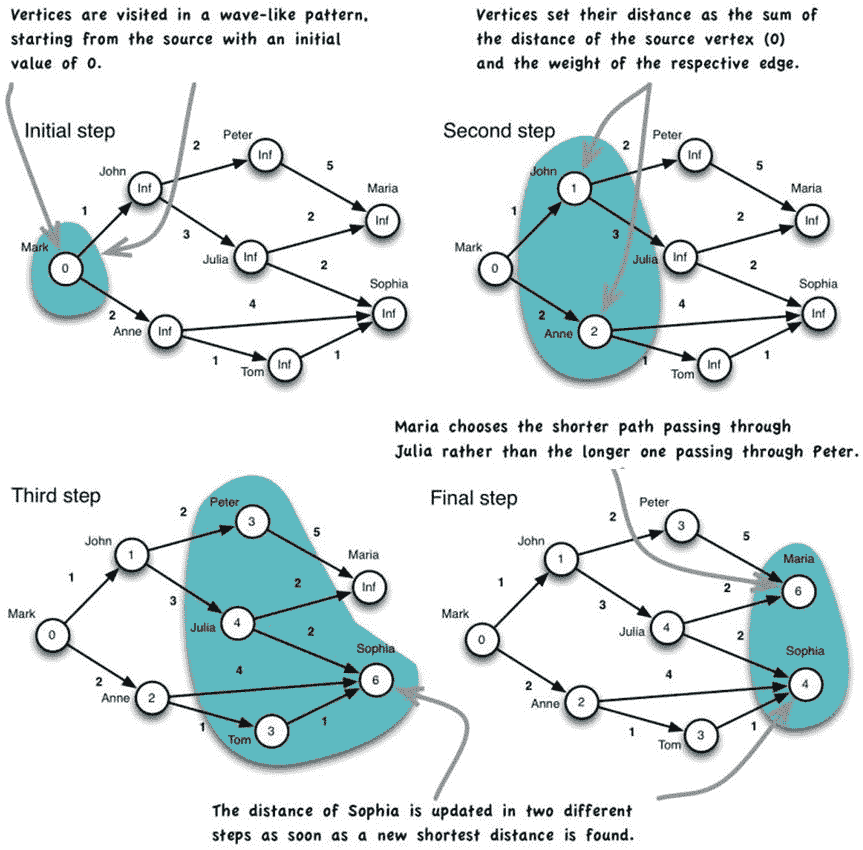 Vertices are visited in a wave-like pattern,
starting from the source with an initial
value of 0.
Vertices set their distance as the sum of
the distance of the source vertex (0)
and the weight of the respective edge.
Initial step
Mark
0
1
2
John
Inf
2
3
Peter
Inf
5
Maria
Inf
Julia
Inf
2
2
Sophia
Inf
Anne
Inf
4
1
Tom
Inf
1
Second step
Mark
0
1
2
John
1
2
3
Peter
Inf
5
Maria
Inf
Julia
Inf
2
2
Sophia
Inf
Anne
2
4
1
Tom
Inf
1
Maria chooses the shorter path passing through
Julia rather than the longer one passing through Peter.
Third step
Mark
0
1
2
John
1
2
3
Peter
3
5
Maria
Inf
Julia
4
2
2
Sophia
6
Anne
2
4
1
Tom
3
1
Final step
Mark
0
1
2
John
1
2
3
Peter
3
5
Maria
6
Julia
4
2
2
Sophia
4
Anne
2
4
1
Tom
3
1
The distance of Sophia is updated in two different
steps as soon as a new shortest distance is found.